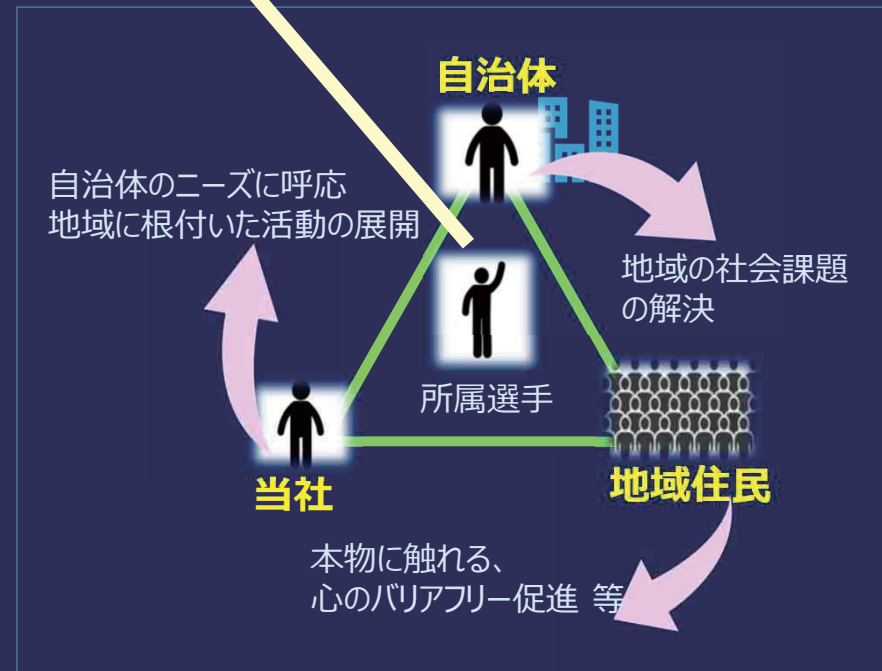 自治体
自治体のニーズに呼応
地域に根付いた活動の展開
地域の社会課題
の解決
所属選手
当社
地域住民
本物に触れる、
心のバリアフリー促進 等